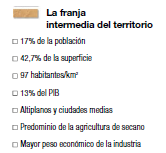 La franja
intermedia del territorio
□ 17% de la población
□ 42,7% de la superficie
□ 97 habitantes/km²
□ 13% del PIB
□ Altiplanos y ciudades medias
□ Predominio de la agricultura de secano
□ Mayor peso económico de la industria